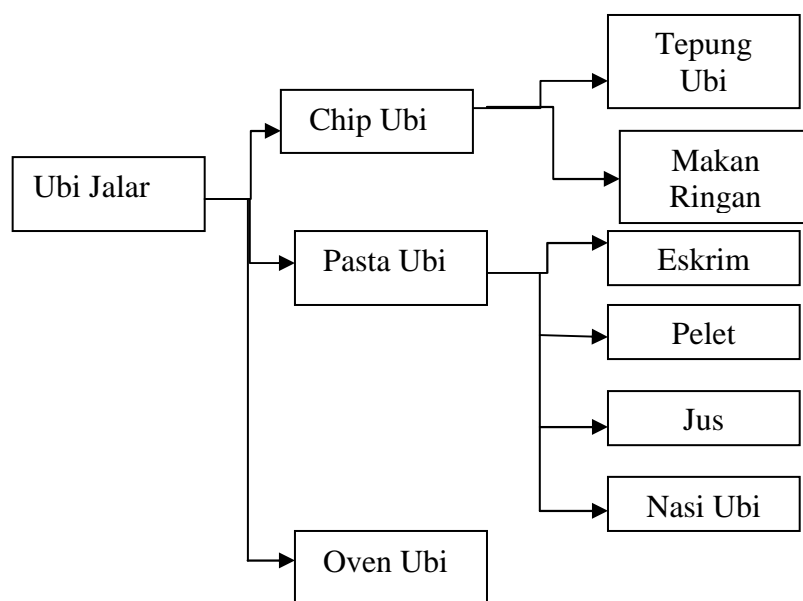 Tepung
Ubi
Chip Ubi
Makan
Ringan
Ubi Jalar
Pasta Ubi
Eskrim
Pelet
Jus
Nasi Ubi
Oven Ubi